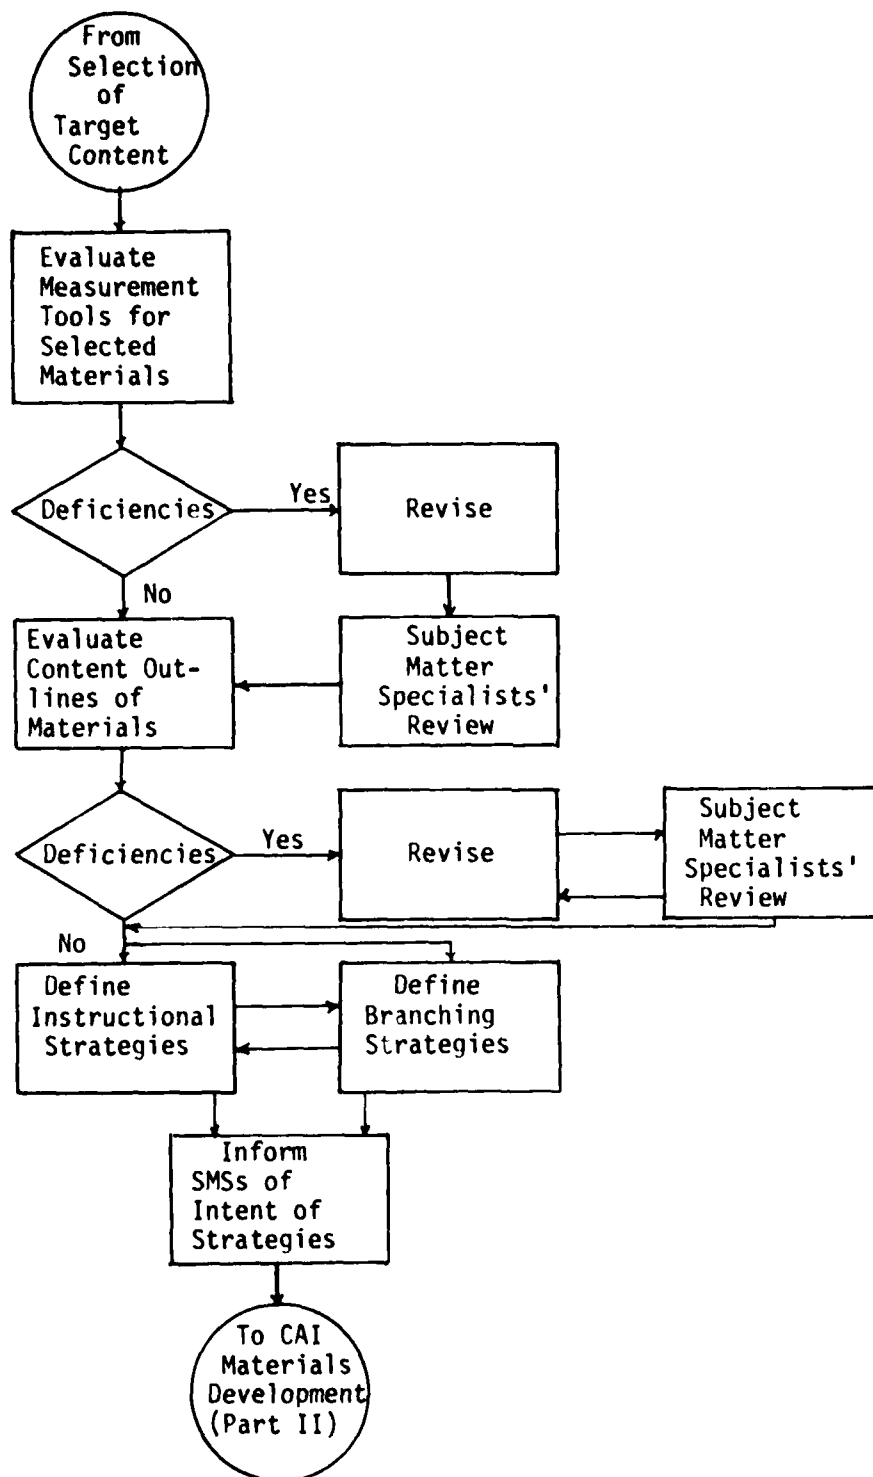 From
Selection
of
Target
Content
Evaluate
Measurement
Tools for
Selected
Materials
Deficiencies
Yes
Revise
No
Evaluate
Content Out-
lines of
Materials
Subject
Matter
Specialists'
Review
Deficiencies
Yes
Revise
Subject
Matter
Specialists'
Review
No
Define
Instructional
Strategies
Define
Branching
Strategies
Inform
SMSs of
Intent of
Strategies
To CAI
Materials
Development
(Part II)